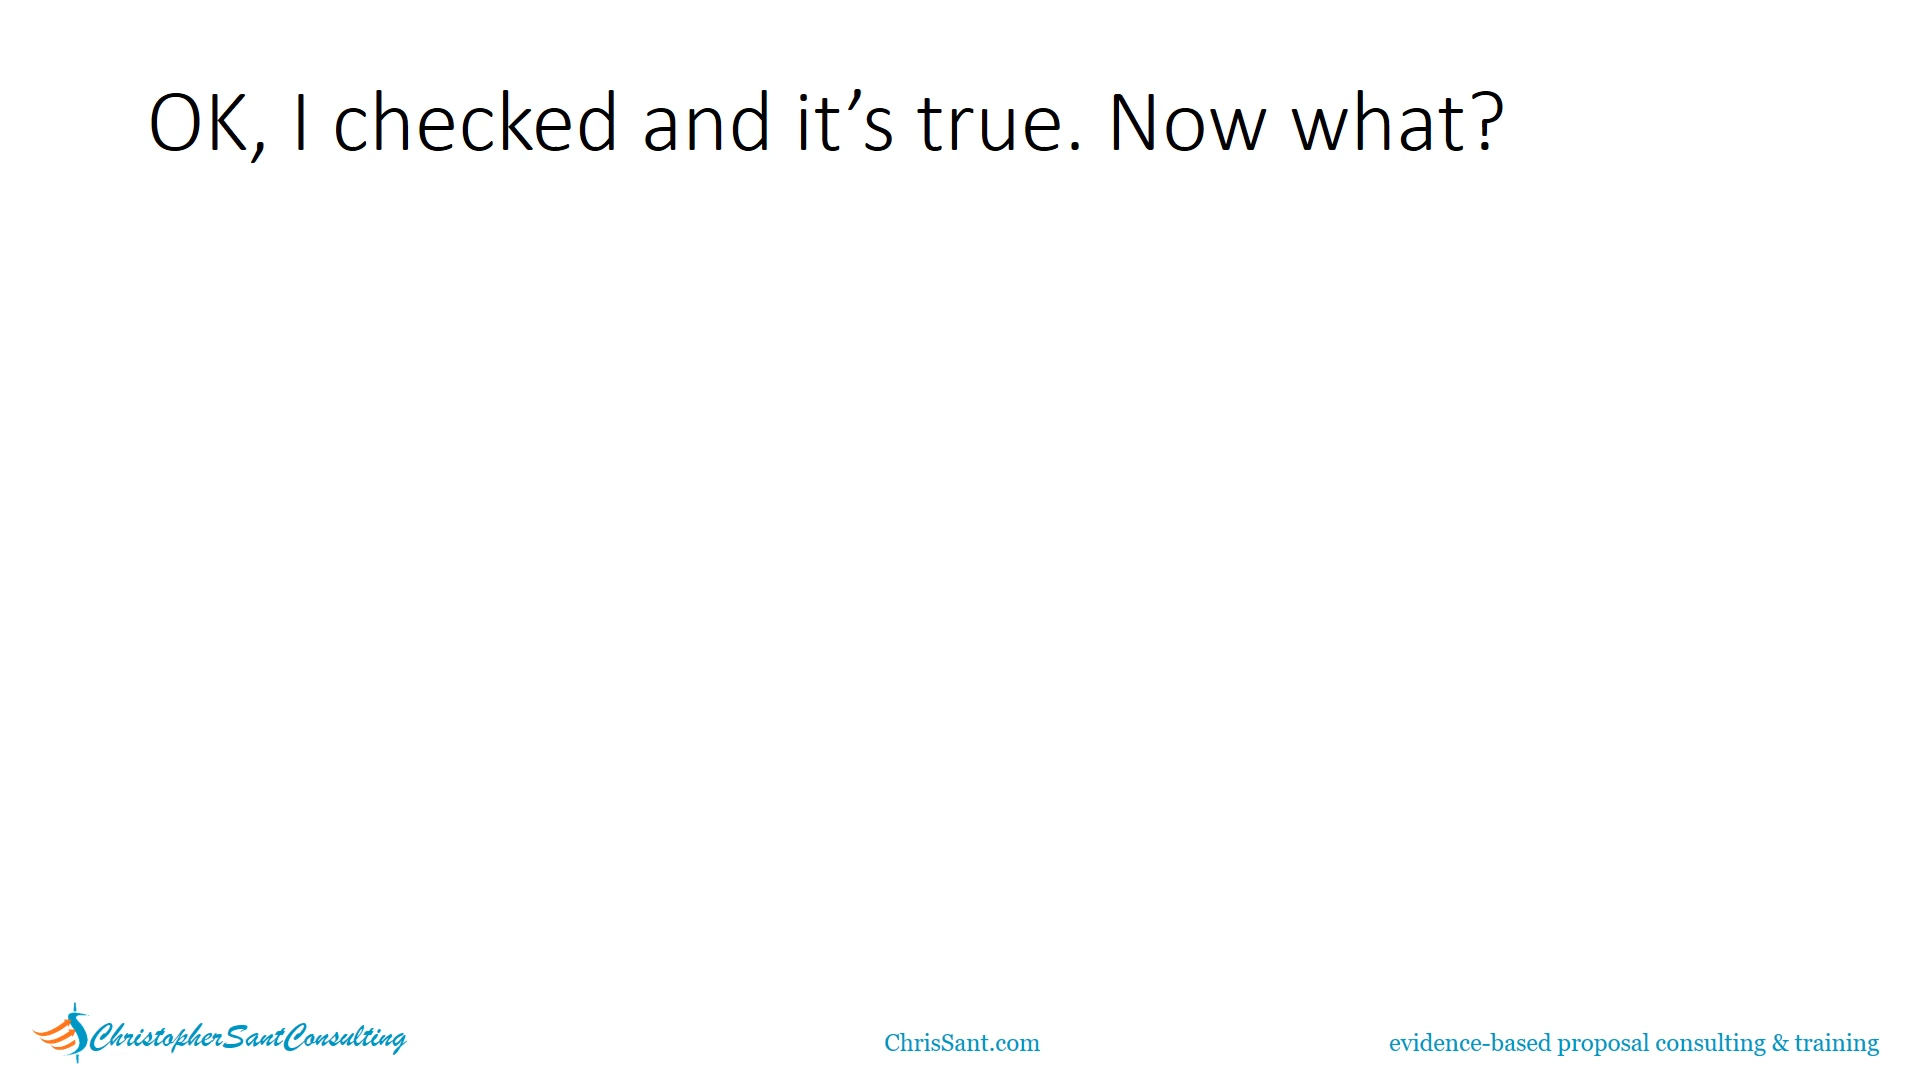 OK, I checked and it’s true. Now what?
ChristopherSantConsulting
ChrisSant.com
evidence-based proposal consulting & training